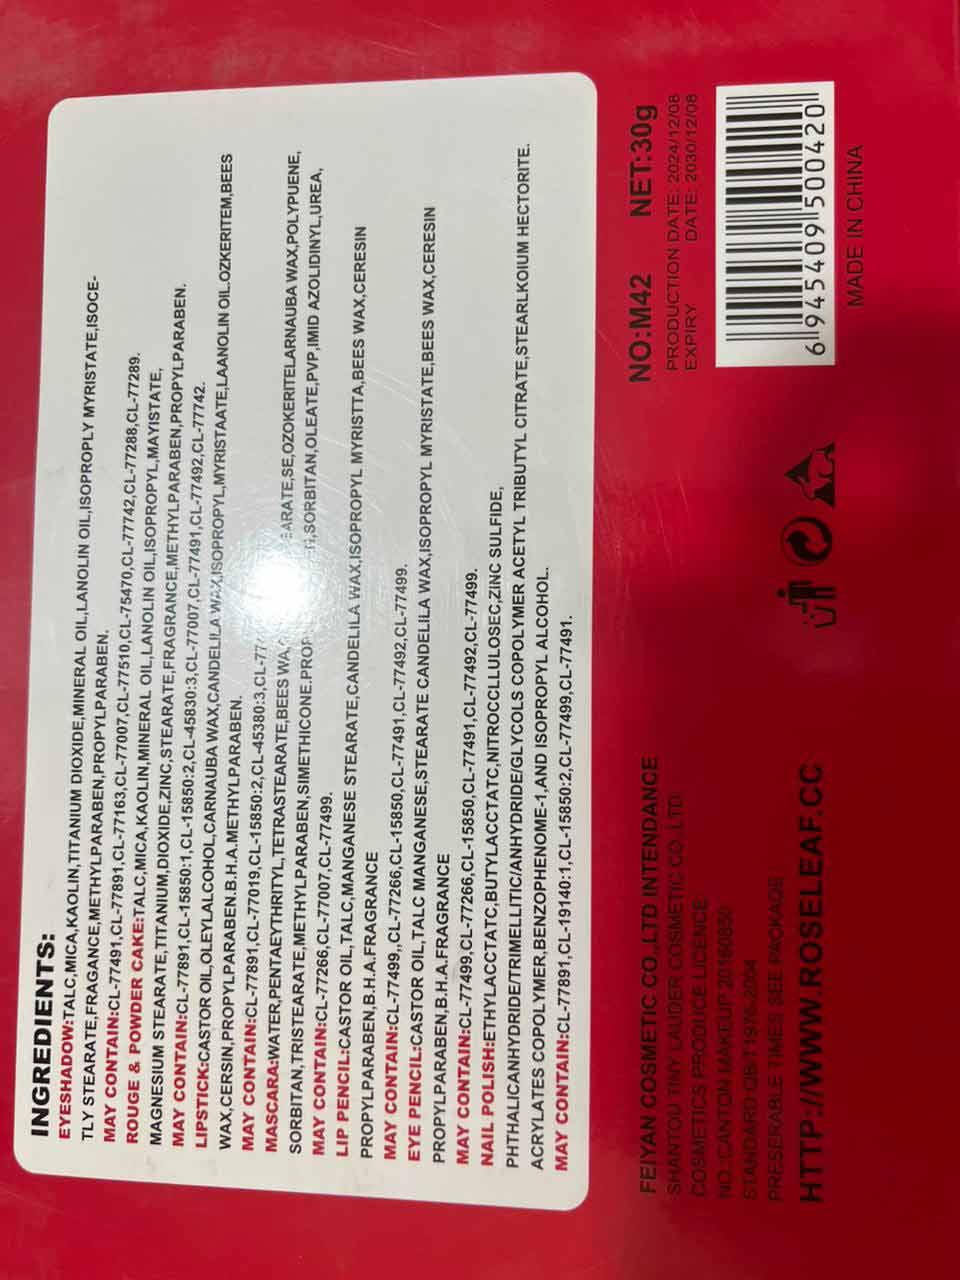 INGREDIENTS:
EYESHADOW:TALC,MICA,KAOLIN,TITANIUM DIOXIDE,MINERAL OIL,LANOLIN OIL,ISOPROPLY MYRISTATE,ISOCE-
TLY STEARATE,FRAGANCE,METHYLPARABEN,PROPYLPARABEN.
MAY CONTAIN:CL-77491,CL-77891,CL-77163,CL-77007,CL-77510,CL-75470,CL-77742,CL-77288,CL-77289.
ROUGE & POWDER CAKE:TALC,MICA,KAOLIN,MINERAL OIL,LANOLIN OIL,ISOPROPYL,MAYISTATE,
MAGNESIUM STEARATE,TITANIUM,DIOXIDE,ZINC,STEARATE,FRAGRANCE,METHYLPARABEN,PROPYLPARABEN.
MAY CONTAIN:CL-77891,CL-15850:1,CL-15850:2,CL-45830:3,CL-77007,CL-77491,CL-77492,CL-77742.
LIPSTICK:CASTOR OIL,OLEYLALCOHOL,CARNAUBA WAX,CANDELILA WAX,ISOPROPYL,MYRISTAATE,LAANOLIN OIL.OZKERITEM,BEES
WAX,CERSIN,PROPYLPARABEN.B.H.A.METHYLPARABEN.
MAY CONTAIN:CL-77891,CL-77019,CL-15850:2,CL-45380:3,CL-77
MASCARA:WATER,PENTAEYTHRITYL,TETRASTEARATE,BEES WA EARATE,SE,OZOKERITELARNAUBA WAX,POLYPUENE,
SORBITAN,TRISTEARATE,METHYLPARABEN,SIMETHICONE.PROP ,SORBITAN,OLEATE,PVP,IMID AZOLIDINYL,UREA,
MAY CONTAIN:CL-77266,CL-77007,CL-77499.
LIP PENCIL:CASTOR OIL,TALC,MANGANESE STEARATE,CANDELILA WAX,ISOPROPYL MYRISTTA,BEES WAX,CERESIN
PROPYLPARABEN,B.H.A.FRAGRANCE
MAY CONTAIN:CL-77499,,CL-77266,CL-15850,CL-77491,CL-77492,CL-77499.
EYE PENCIL:CASTOR OIL,TALC MANGANESE,STEARATE CANDELILA WAX,ISOPROPYL MYRISTATE,BEES WAX,CERESIN
PROPYLPARABEN,B.H.A.FRAGRANCE
MAY CONTAIN:CL-77499,CL-77266,CL-15850,CL-77491,CL-77492,CL-77499.
NAIL POLISH:ETHYLACCTATC,BUTYLACCTATC,NITROCCLLULOSEC,ZINC SULFIDE,
PHTHALICANHYDRIDE/TRIMELLITIC/ANHYDRIDE/GLYCOLS COPOLYMER ACETYL TRIBUTYL CITRATE,STEARLKOIUM HECTORITE.
ACRYLATES COPOLYMER,BENZOPHENOME-1,AND ISOPROPYL ALCOHOL.
MAY CONTAIN:CL-77891,CL-19140:1,CL-15850:2,CL-77499,CL-77491.
FEIYAN COSMETIC CO.,LTD INTENDANCE
SHANTOU TINY LAUDER COSMETIC CO.,LTD
COSMETICS PRODUCE LICENCE
NO. CANTON MAKEUP 20160850
STANDARD QB/T1976-2004
PRESERABLE TIMES SEE PACKAGE
HTTP://WWW.ROSELEAF.CC
NO:M42 NET:30g
PRODUCTION DATE: 2024/12/08
EXPIRY DATE: 2030/12/08
6 945409 500420
MADE IN CHINA